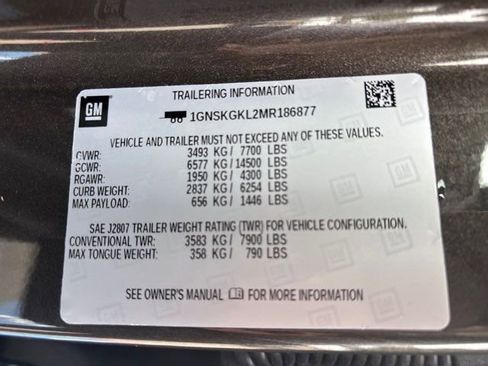 GM
TRAILERING INFORMATION
1GNSKGKL2MR186877
VEHICLE AND TRAILER MUST NOT EXCEED ANY OF THESE VALUES.
GVWR: 3493 KG/ 7700 LBS
GCWR: 6577 KG/ 14500 LBS
RGAWR: 1950 KG/ 4300 LBS
CURB WEIGHT: 2837 KG/ 6254 LBS
MAX PAYLOAD: 656 KG/ 1446 LBS
SAE J2807 TRAILER WEIGHT RATING (TWR) FOR VEHICLE CONFIGURATION.
CONVENTIONAL TWR: 3583 KG/ 7900 LBS
MAX TONGUE WEIGHT: 358 KG/ 790 LBS
SEE OWNER'S MANUAL FOR MORE INFORMATION